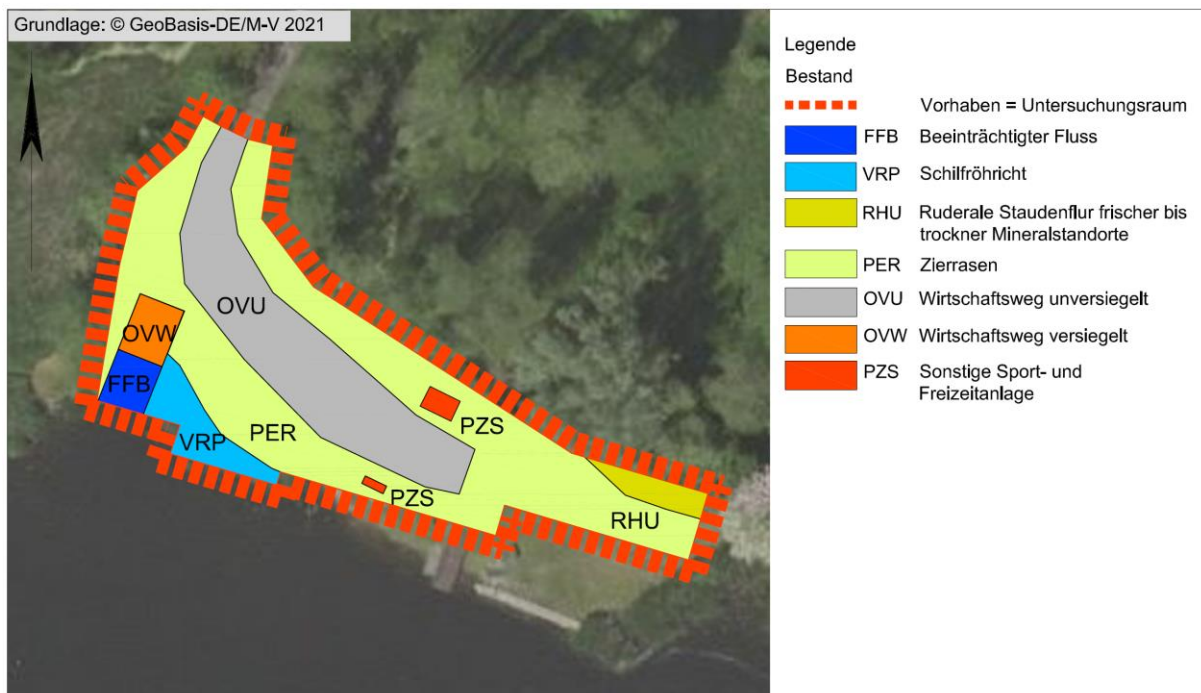 Grundlage: © GeoBasis-DE/M-V 2021
Legende
Bestand
Vorhaben = Untersuchungsraum
FFB Beeinträchtigter Fluss
VRP Schilfröhricht
RHU Ruderale Staudenflur frischer bis
trockner Mineralstandorte
PER Zierrasen
OVU Wirtschaftsweg unversiegelt
OVW Wirtschaftsweg versiegelt
PZS Sonstige Sport- und
Freizeitanlage
OVU
OVW
FFB
VRP
PER
PZS
PZS
RHU